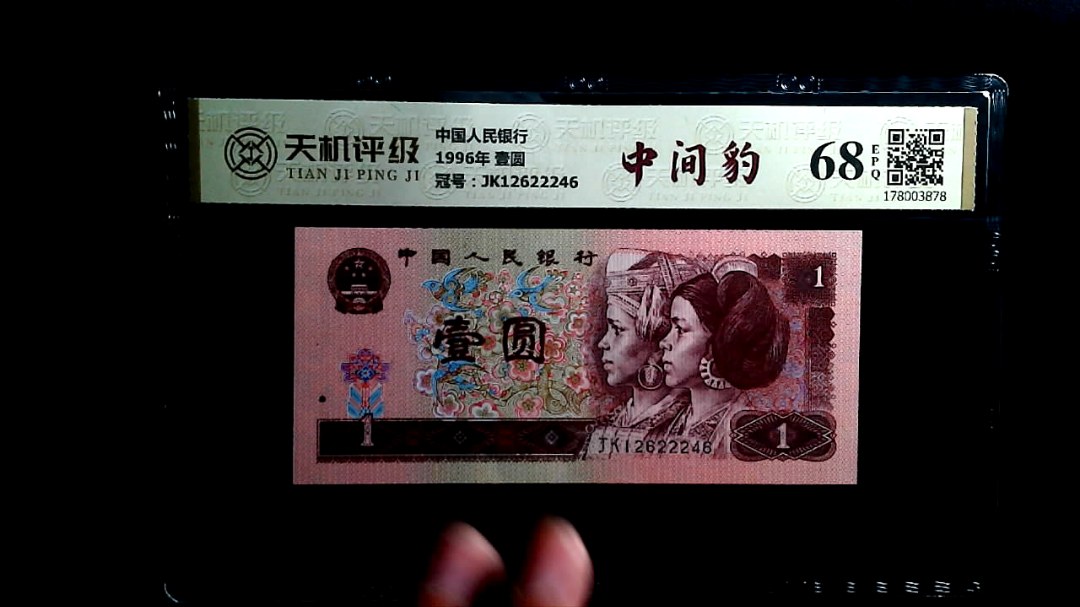 天机评级
TIAN JI PING JI
中国人民银行
1996年 壹圆
冠号：JK12622246
中间豹
68
EPQ
178003878
中國人民銀行
1
壹圆
1
JK12622246
1